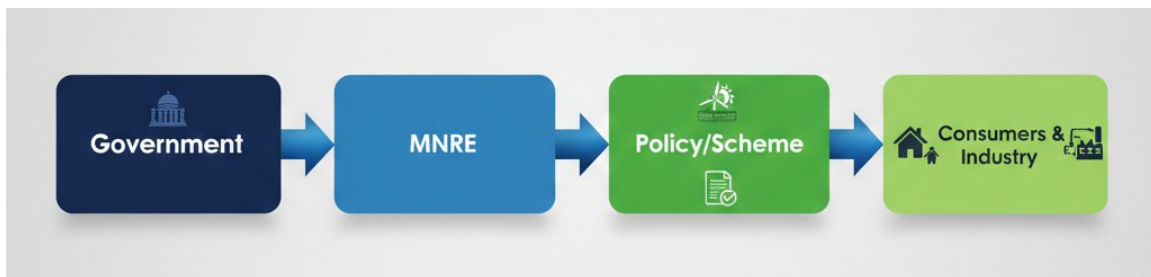 Government
MNRE
Policy/Scheme
Consumers &
Industry